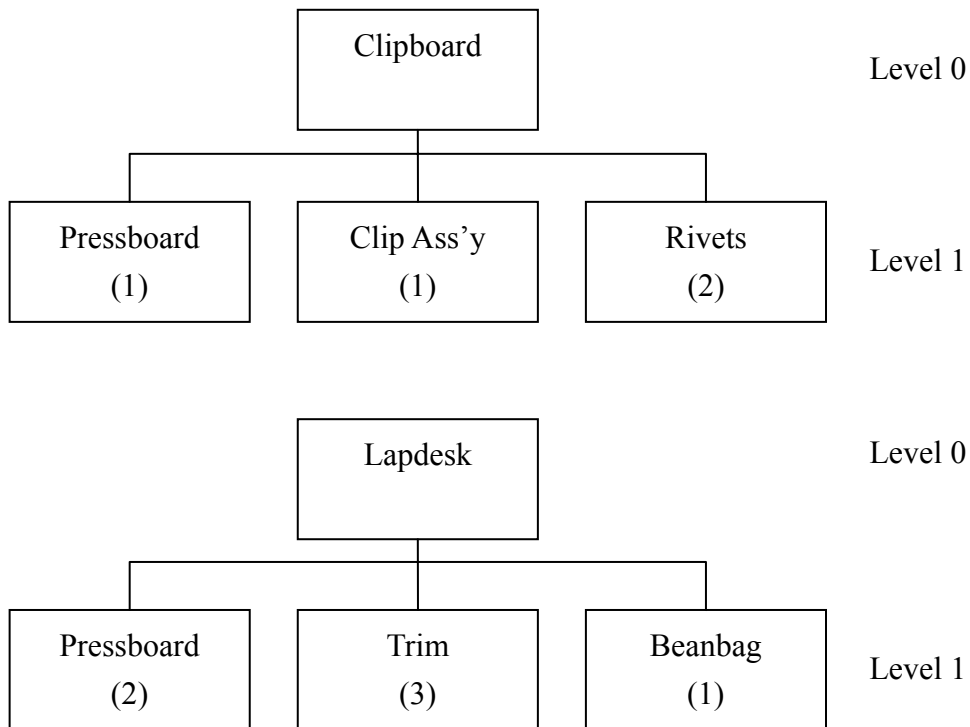 Clipboard
Level 0
Pressboard
(1)
Clip Ass’y
(1)
Rivets
(2)
Level 1
Lapdesk
Level 0
Pressboard
(2)
Trim
(3)
Beanbag
(1)
Level 1